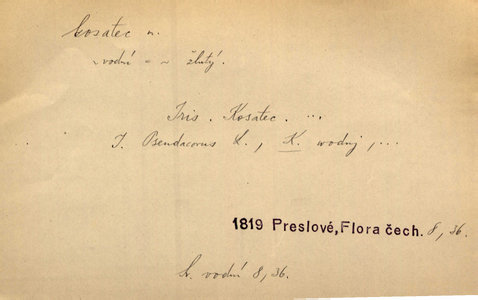 kosatec m.
~ vodní = ~ žlutý.
Iris. Kosatec. ...
.. . I. Pseudacorus L., K. wodnj, ...
1819 Preslové, Flora čech. 8, 36.
k. vodní 8, 36.